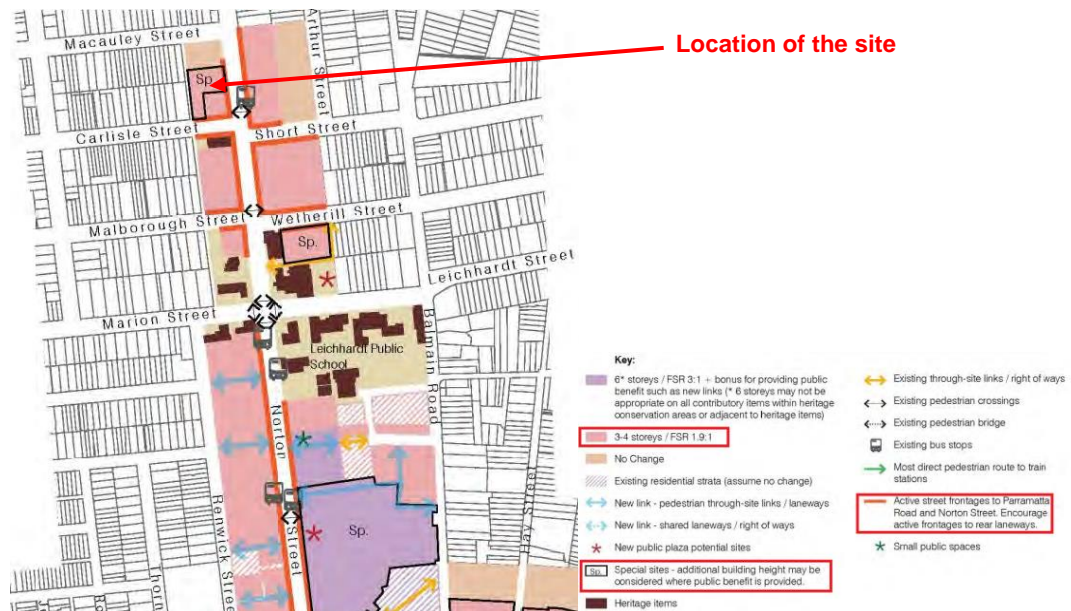 Location of the site
Macauley Street
Arthur Street
Sp.
Carlisle Street
Short Street
Malborough Street
Wetherill Street
Sp.
Leichhardt Street
Marion Street
Leichhardt Public
School
Balmain Road
Norton
Street
Renwick Stree
Hay Street
Thorn
Sp.
Key:
6* storeys / FSR 3:1 + bonus for providing public
benefit such as new links (* 6 storeys may not be
appropriate on all contributory items within heritage
conservation areas or adjacent to heritage items)
3-4 storeys / FSR 1.9:1
No Change
Existing residential strata (assume no change)
New link - pedestrian through-site links / laneways
New link - shared laneways / right of ways
New public plaza potential sites
Sp. Special sites - additional building height may be
considered where public benefit is provided.
Heritage items
Existing through-site links / right of ways
Existing pedestrian crossings
Existing pedestrian bridge
Existing bus stops
Most direct pedestrian route to train
stations
Active street frontages to Parramatta
Road and Norton Street. Encourage
active frontages to rear laneways.
Small public spaces